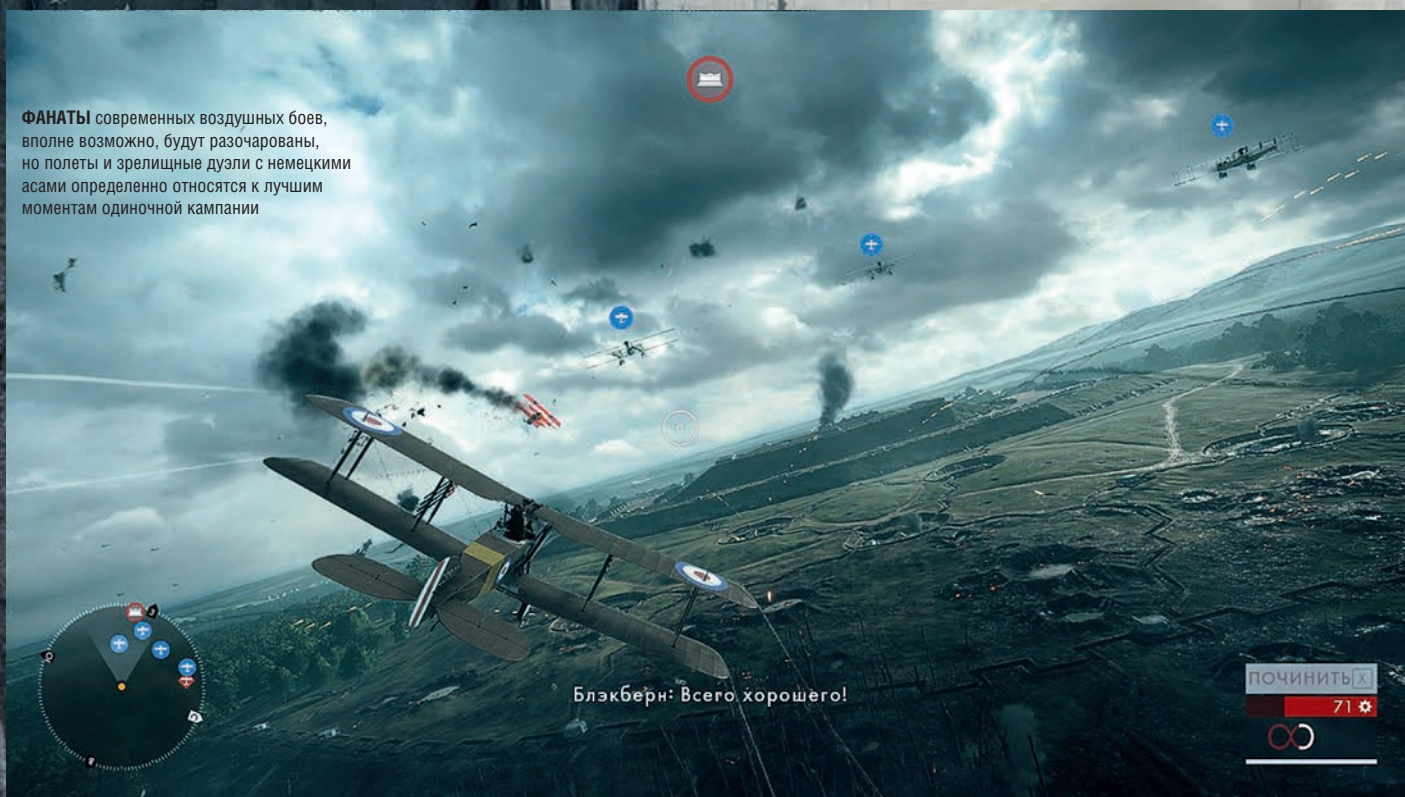 ФАНАТЫ современных воздушных боев,
вполне возможно, будут разочарованы,
но полеты и зрелищные дуэли с немецкими
асами определенно относятся к лучшим
моментам одиночной кампании
Блэкберн: Всего хорошего!
ПОЧИНИТЬ X
71